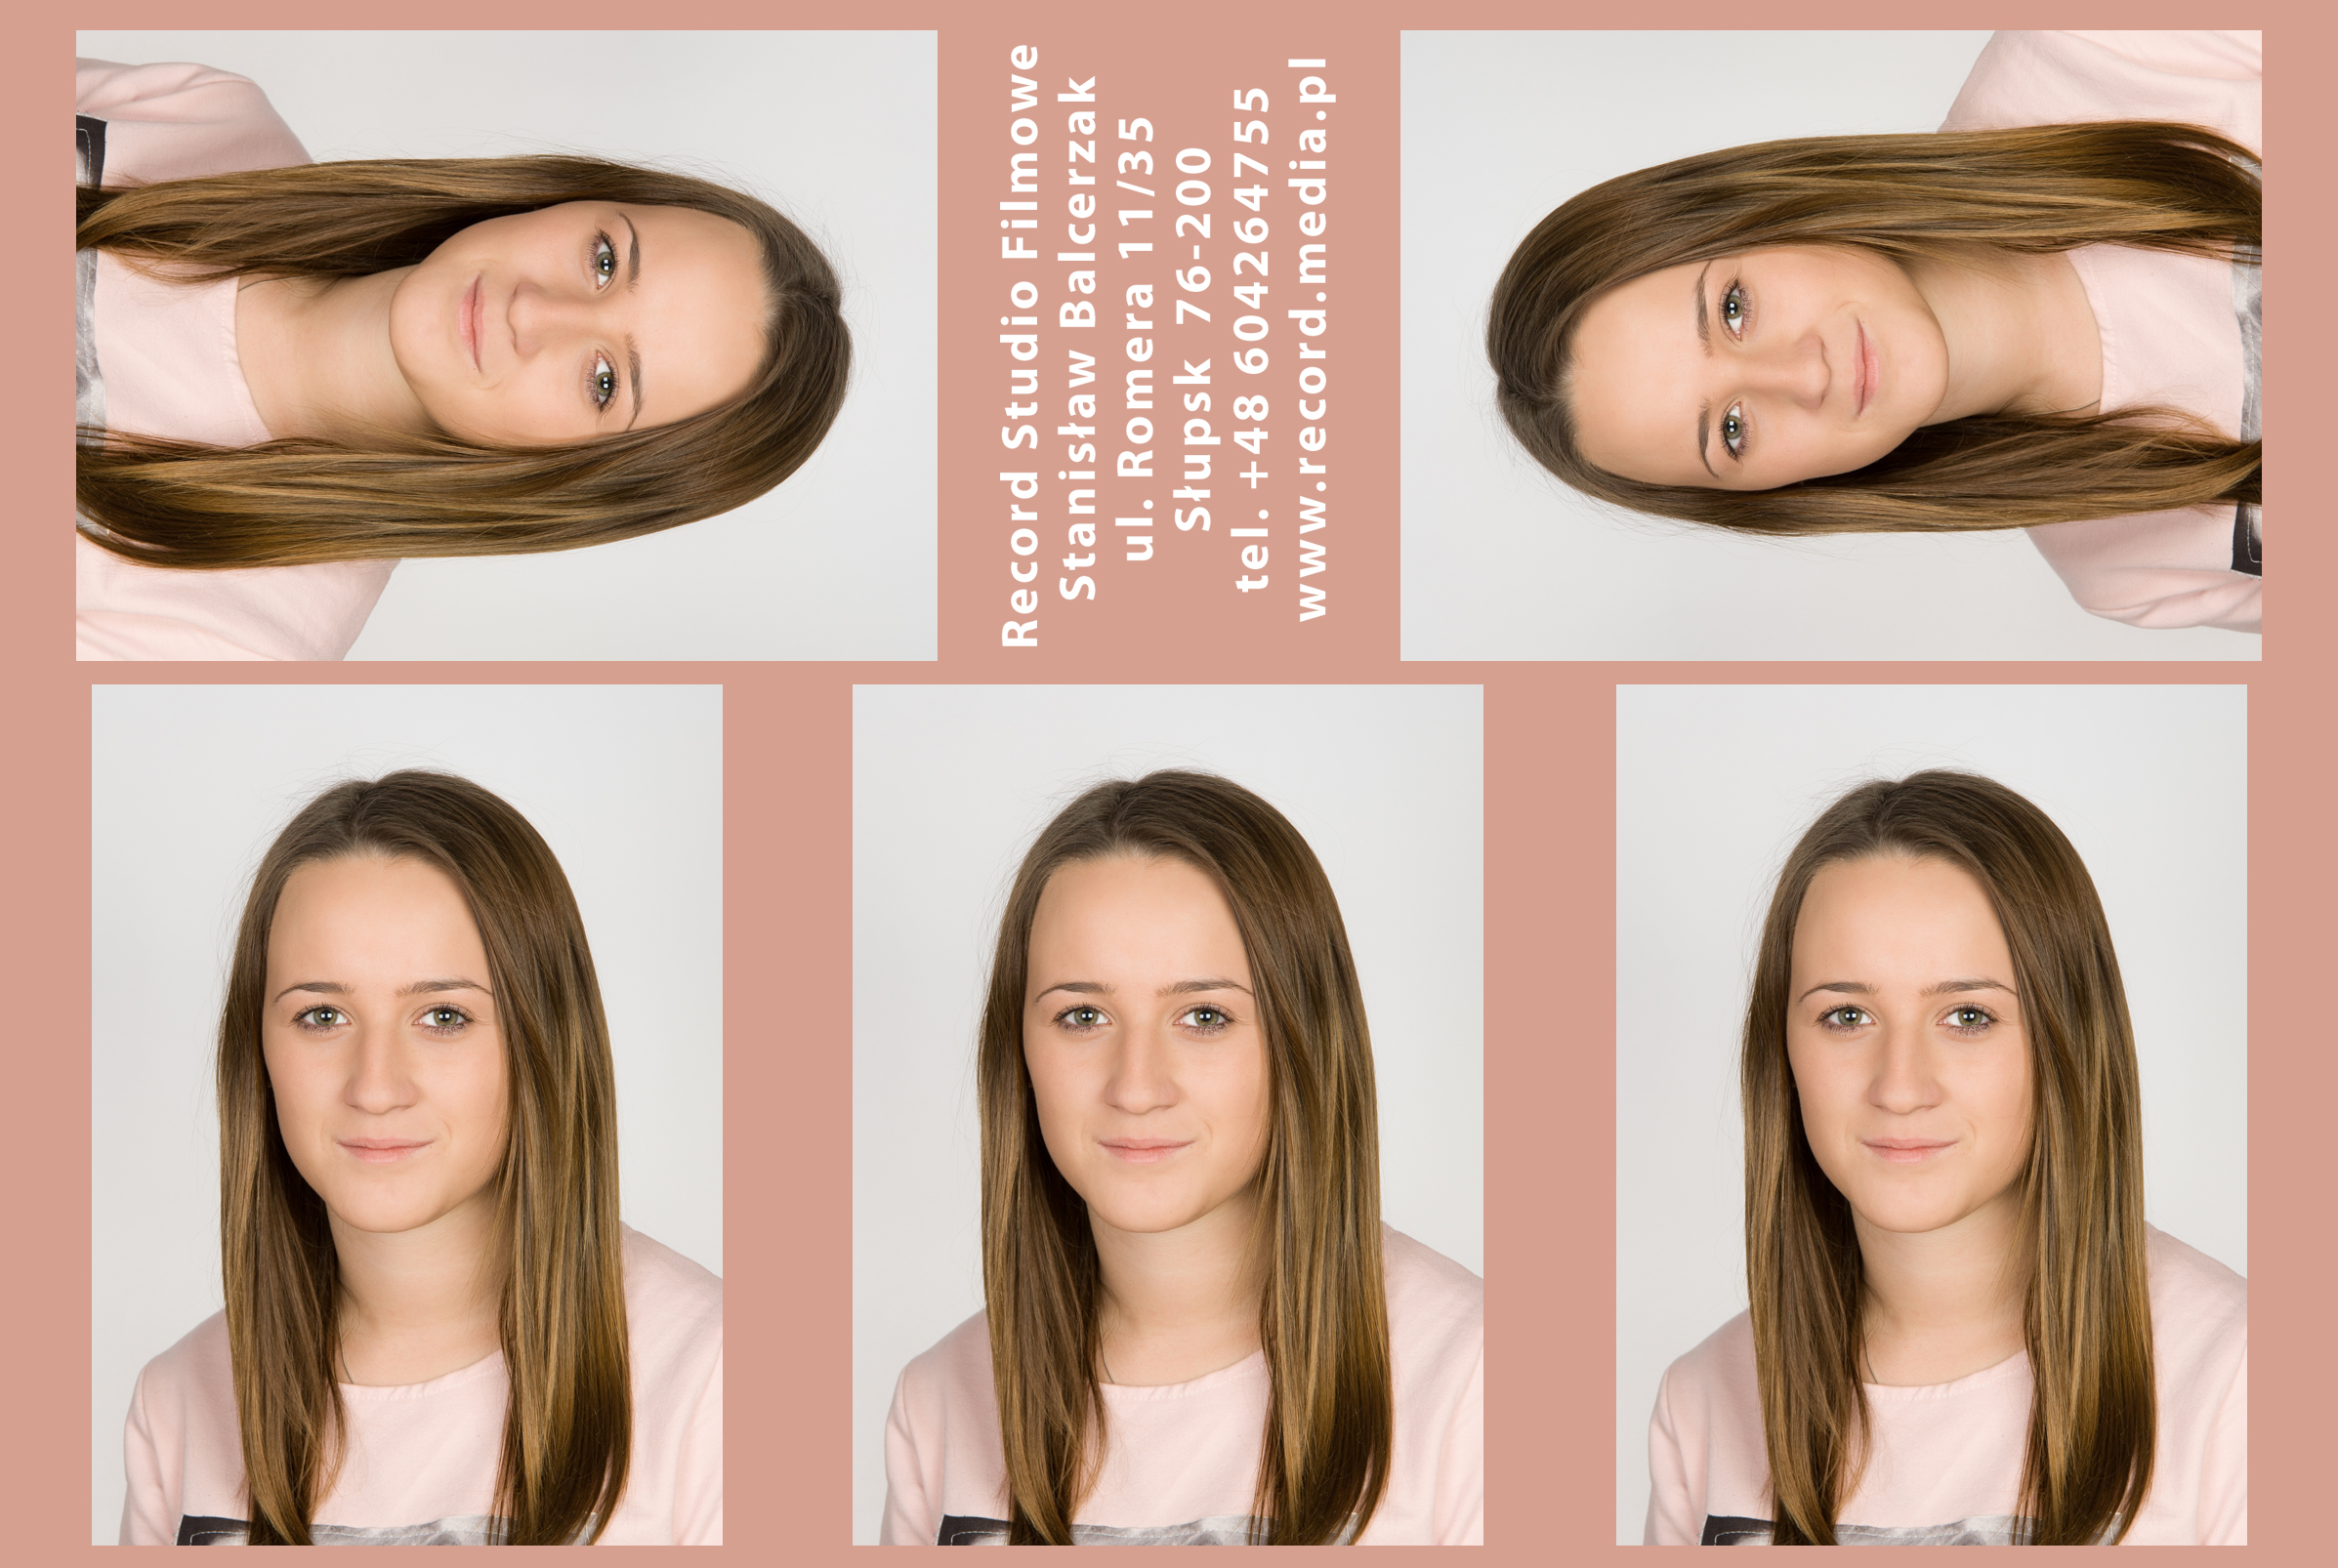 Record Studio Filmowe
Stanisław Balcerzak
ul. Romera 11/35
Słupsk 76-200
tel. +48 604264755
www.record.media.pl